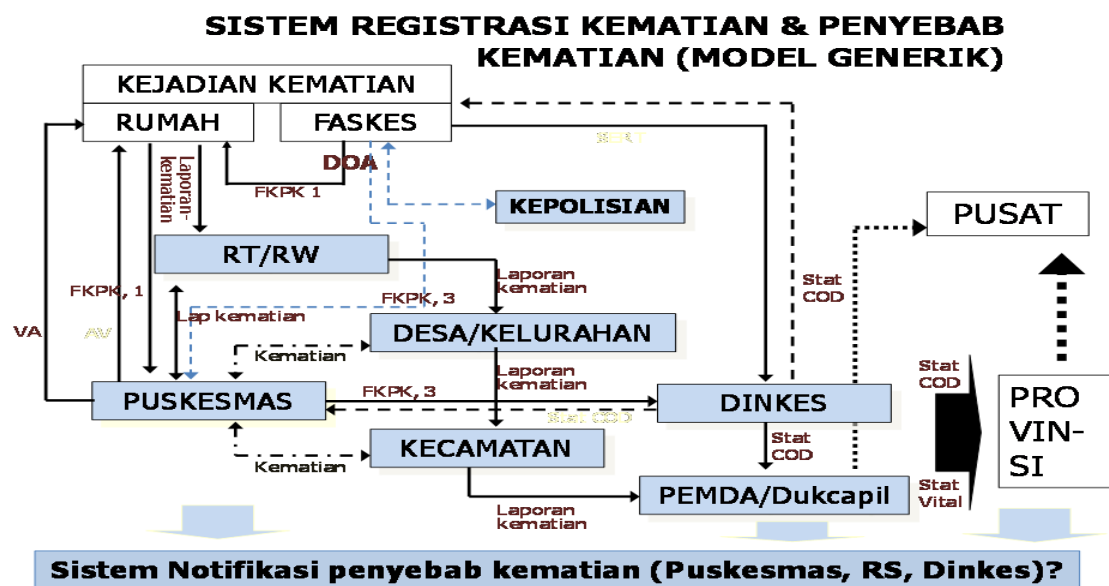 SISTEM REGISTRASI KEMATIAN & PENYEBAB
KEMATIAN (MODEL GENERIK)
KEJADIAN KEMATIAN
RUMAH
FASKES
DOA
FKPK 1
Laporan-
kematian
KEPOLISIAN
PUSAT
RT/RW
Laporan
kematian
Stat
COD
FKPK, 1
FKPK, 3
Lap kematian
VA
AV
DESA/KELURAHAN
Kematian
Laporan
kematian
Stat
COD
PUSKESMAS
FKPK, 3
Stat COD
DINKES
PRO
VIN-
SI
KECAMATAN
Kematian
Stat
COD
PEMDA/Dukcapil
Stat
Vital
Laporan
kematian
Sistem Notifikasi penyebab kematian (Puskesmas, RS, Dinkes)?